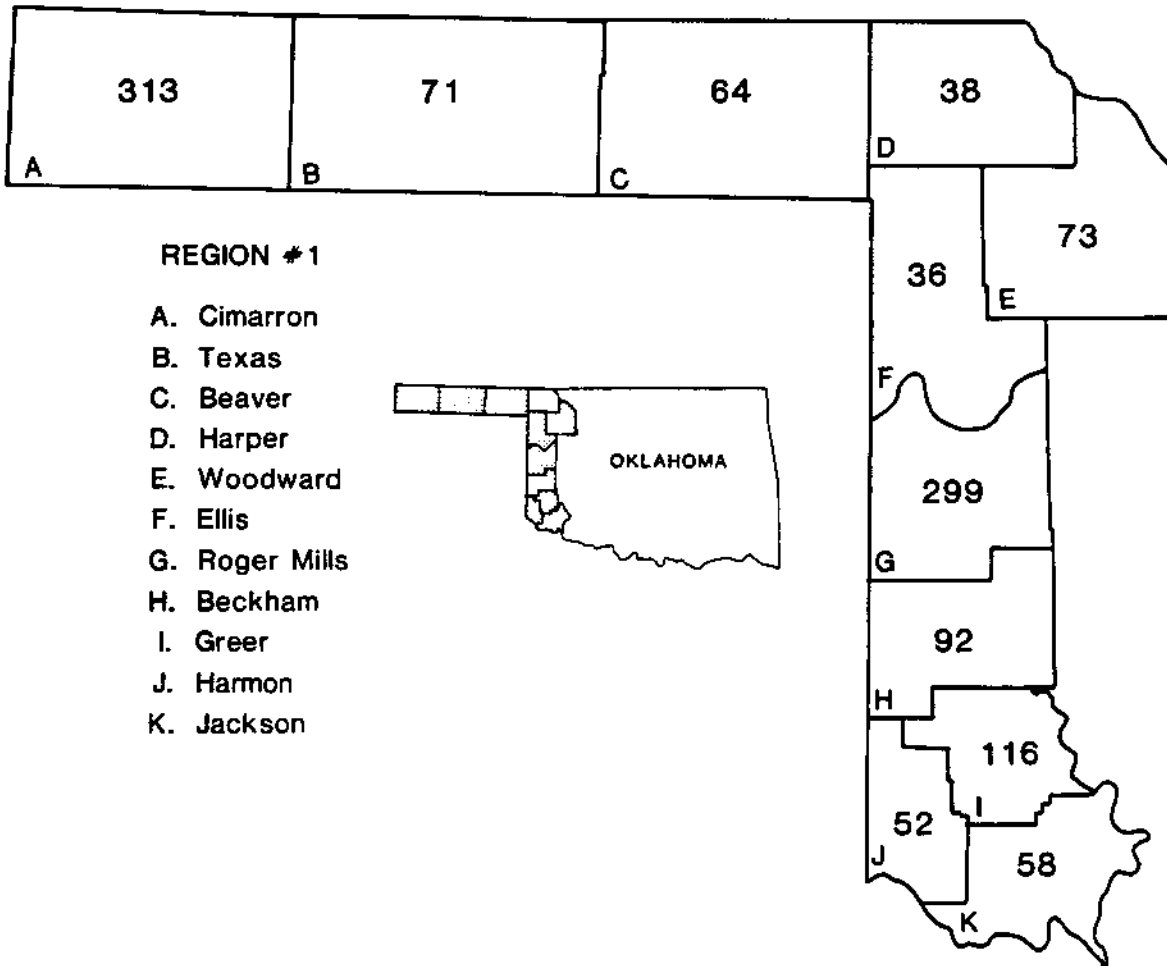 313
71
64
38
A
B
C
D
REGION #1
36
73
E
A. Cimarron
B. Texas
C. Beaver
D. Harper
E. Woodward
F. Ellis
G. Roger Mills
H. Beckham
I. Greer
J. Harmon
K. Jackson
OKLAHOMA
F
299
G
92
H
116
I
52
J
58
K